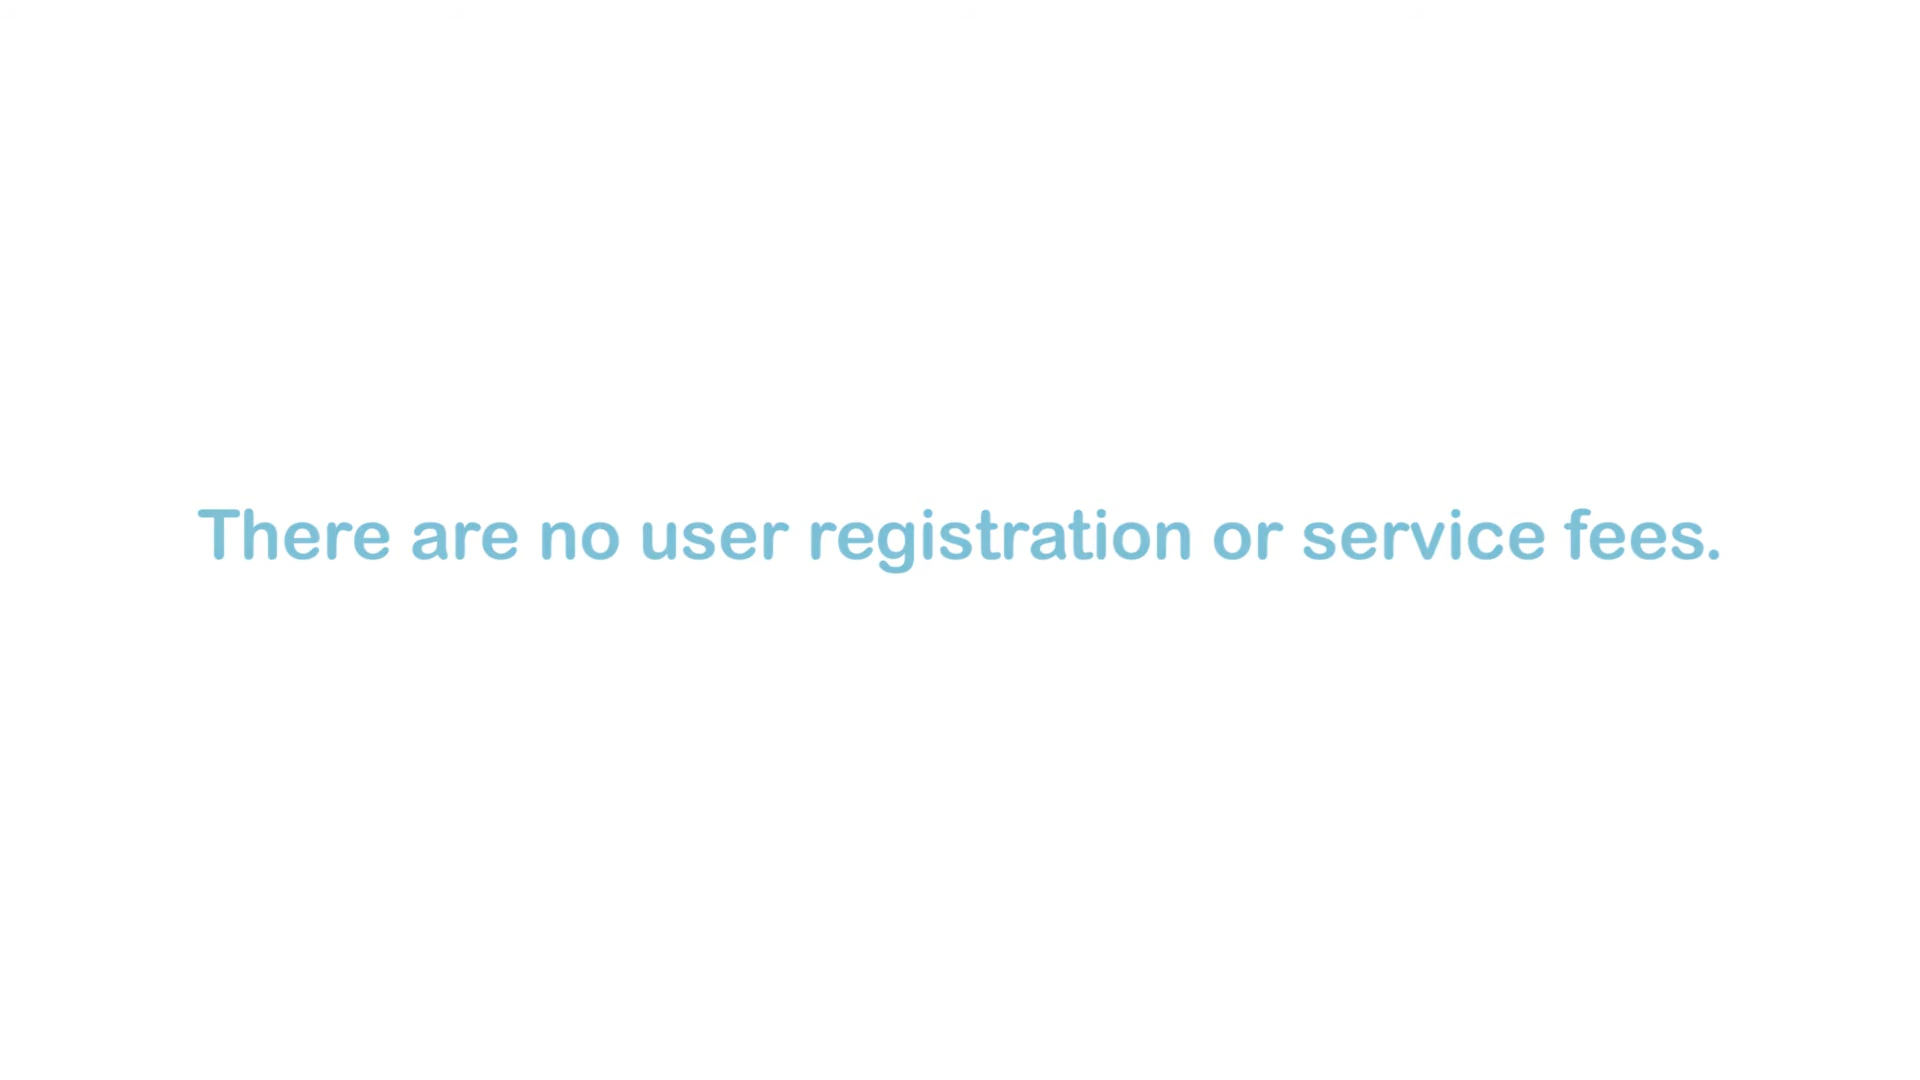 There are no user registration or service fees.